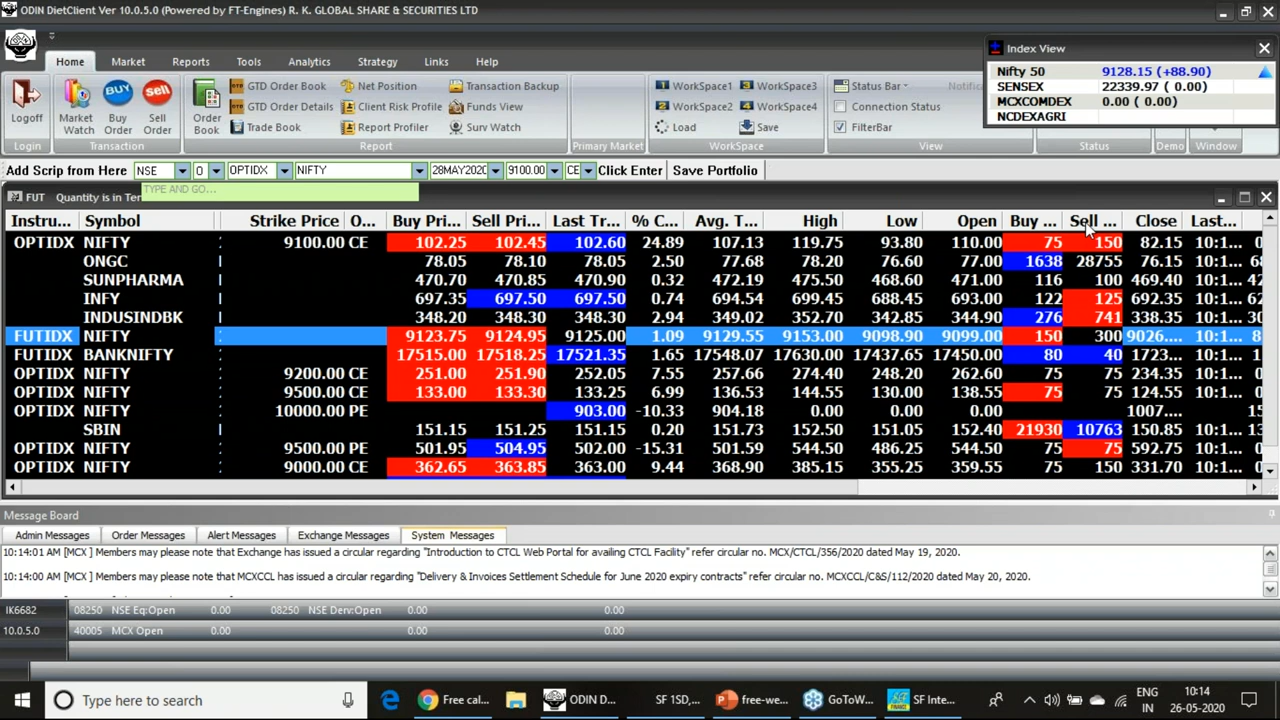 ODIN DietClient Ver 10.0.5.0 (Powered by FT-Engines) R. K. GLOBAL SHARE & SECURITIES LTD
Home Market Reports Tools Analytics Strategy Links Help
Index View
Nifty 50 9128.15 (+88.90)
SENSEX 22339.97 ( 0.00)
MCXCOMDEX 0.00 ( 0.00)
NCDEXAGRI
Logoff
Market Watch
BUY Buy Order
sell Sell Order
Order Book
GTD Order Book Net Position Transaction Backup
GTD Order Details Client Risk Profile Funds View
Trade Book Report Profiler Surv Watch
WorkSpace1 WorkSpace3
WorkSpace2 WorkSpace4
Load Save
Status Bar
Connection Status
FilterBar
Login Transaction Report Primary Market WorkSpace View Status Demo Window
Add Scrip from Here NSE 0 OPTIDX NIFTY 28MAY2020 9100.00 CE Click Enter Save Portfolio
TYPE AND GO...
FUT Quantity is in Ter
Instru... Symbol Strike Price O... Buy Pri... Sell Pri... Last Tr... % C... Avg. T... High Low Open Buy ... Sell ... Close Last...
OPTIDX NIFTY 9100.00 CE 102.25 102.45 102.60 24.89 107.13 119.75 93.80 110.00 75 150 82.15 10:1...
ONGC 78.05 78.10 78.05 2.50 77.68 78.20 76.60 77.00 1638 28755 76.15 10:1...
SUNPHARMA 470.70 470.85 470.90 0.32 472.19 475.50 468.60 471.00 116 100 469.40 10:1...
INFY 697.35 697.50 697.50 0.74 694.54 699.45 688.45 693.00 122 125 692.35 10:1...
INDUSINDBK 348.20 348.30 348.30 2.94 349.02 352.70 342.35 344.90 276 741 338.35 10:1...
FUTIDX NIFTY 9123.75 9124.95 9125.00 1.09 9129.55 9153.00 9098.90 9099.00 150 300 9026.... 10:1...
FUTIDX BANKNIFTY 17515.00 17518.25 17521.35 1.65 17548.07 17630.00 17437.65 17450.00 80 40 1723... 10:1...
OPTIDX NIFTY 9200.00 CE 251.00 251.90 252.05 7.55 257.66 274.40 248.20 262.60 75 75 234.35 10:1...
OPTIDX NIFTY 9500.00 CE 133.00 133.30 133.25 6.99 136.53 144.55 130.00 138.55 75 75 124.55 10:1...
OPTIDX NIFTY 10000.00 PE 903.00 -10.33 904.18 0.00 0.00 0.00 1007....
SBIN 151.15 151.25 151.15 0.20 151.73 152.50 151.05 152.00 21930 10763 150.85 10:1...
OPTIDX NIFTY 9500.00 PE 501.95 504.95 502.00 -15.31 501.59 544.50 486.25 544.50 75 75 592.75 10:1...
OPTIDX NIFTY 9000.00 CE 362.65 363.85 363.00 9.44 368.90 385.15 355.25 359.55 75 150 331.70 10:1...
Message Board
Admin Messages Order Messages Alert Messages Exchange Messages System Messages
10:14:01 AM [MCX ] Members may please note that Exchange has issued a circular regarding "Introduction to CTCL Web Portal for availing CTCL Facility" refer circular no. MCX/CTCL/356/2020 dated May 19, 2020.
10:14:00 AM [MCX ] Members may please note that MCXCCL has issued a circular regarding "Delivery & Invoices Settlement Schedule for June 2020 expiry contracts" refer circular no. MCXCCL/C&S/112/2020 dated May 20, 2020.
IK6682 08250 NSE Eq:Open 0.00 08250 NSE Derv:Open 0.00 0.00
10.0.5.0 40005 MCX Open 0.00 0.00 0.00
Type here to search Free cal... ODIN D... SF 1SD,... free-we... GoToW... SF Inte... ENG IN 10:14 26-05-2020